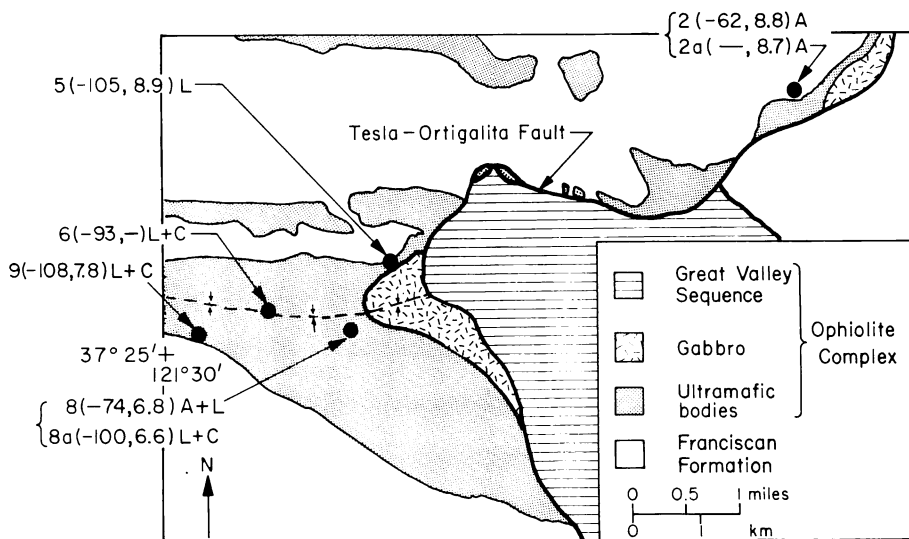 2(-62, 8.8)A
2a( —, 8.7)A
5(-105, 8.9) L
Tesla-Ortigalita Fault
6(-93,-)L+C
9(-108,7.8) L+C
37° 25'+
121°30'
8(-74,6.8) A+L
8a(-100,6.6) L+C
N
Great Valley
Sequence
Gabbro
Ultramafic
bodies
Ophiolite
Complex
Franciscan
Formation
0 0.5 1 miles
0 1 km